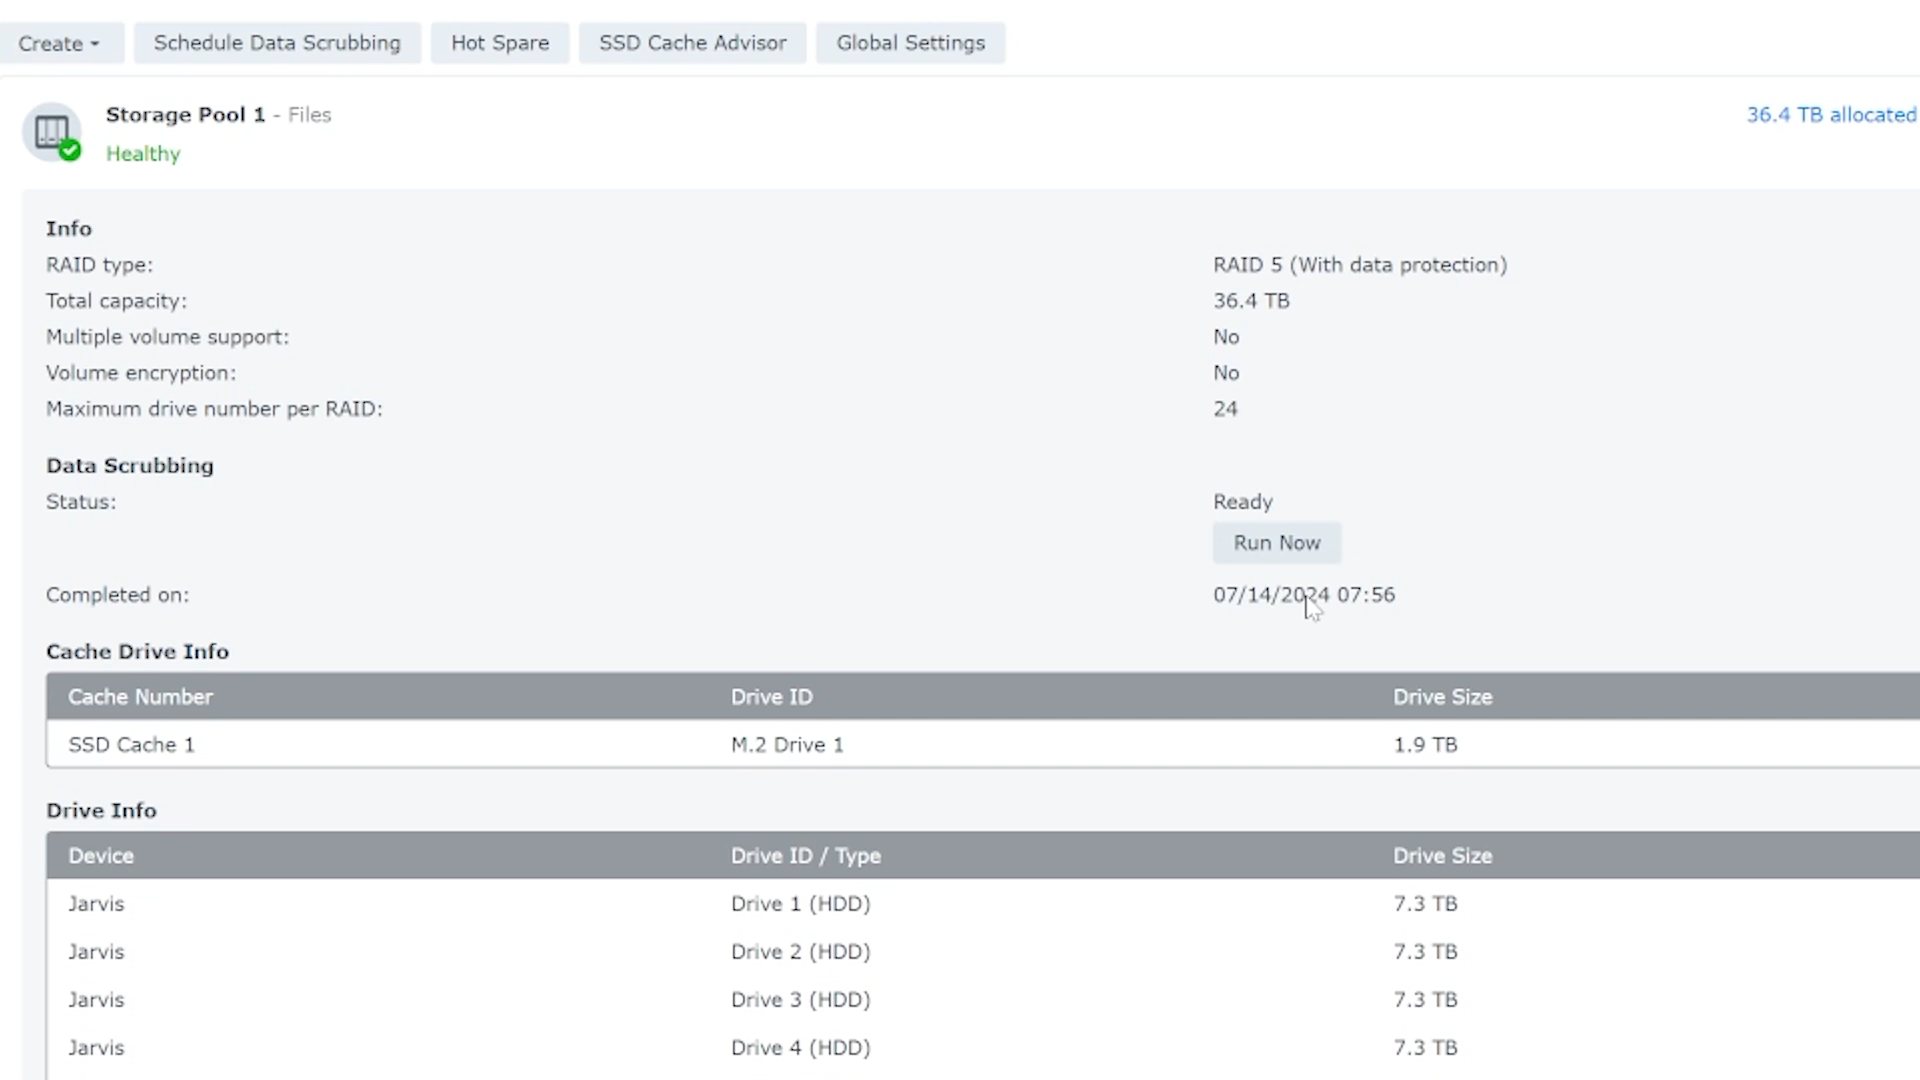 Create
Schedule Data Scrubbing
Hot Spare
SSD Cache Advisor
Global Settings
Storage Pool 1 - Files
36.4 TB allocated
Healthy
Info
RAID type: RAID 5 (With data protection)
Total capacity: 36.4 TB
Multiple volume support: No
Volume encryption: No
Maximum drive number per RAID: 24
Data Scrubbing
Status: Ready
Run Now
Completed on: 07/14/2024 07:56
Cache Drive Info
Cache Number Drive ID Drive Size
SSD Cache 1 M.2 Drive 1 1.9 TB
Drive Info
Device Drive ID / Type Drive Size
Jarvis Drive 1 (HDD) 7.3 TB
Jarvis Drive 2 (HDD) 7.3 TB
Jarvis Drive 3 (HDD) 7.3 TB
Jarvis Drive 4 (HDD) 7.3 TB